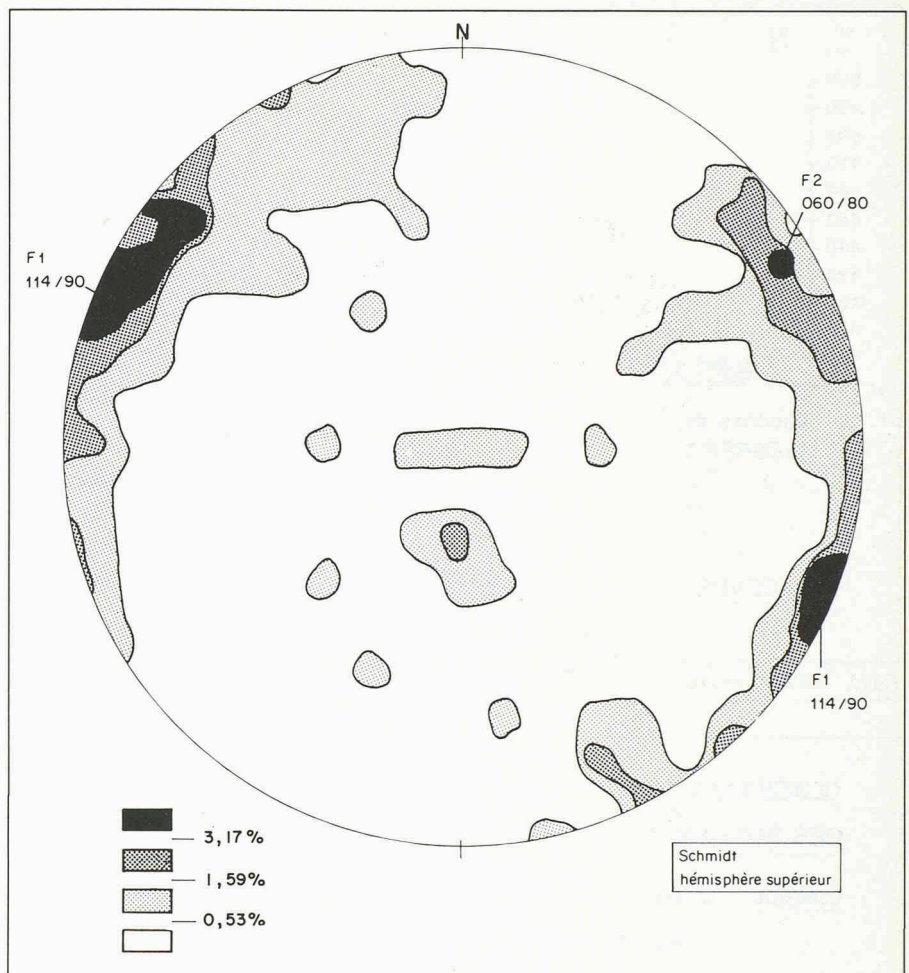 N
F2
060/80
F1
114/90
F1
114/90
3,17%
1,59%
0,53%
Schmidt
hémisphère supérieur